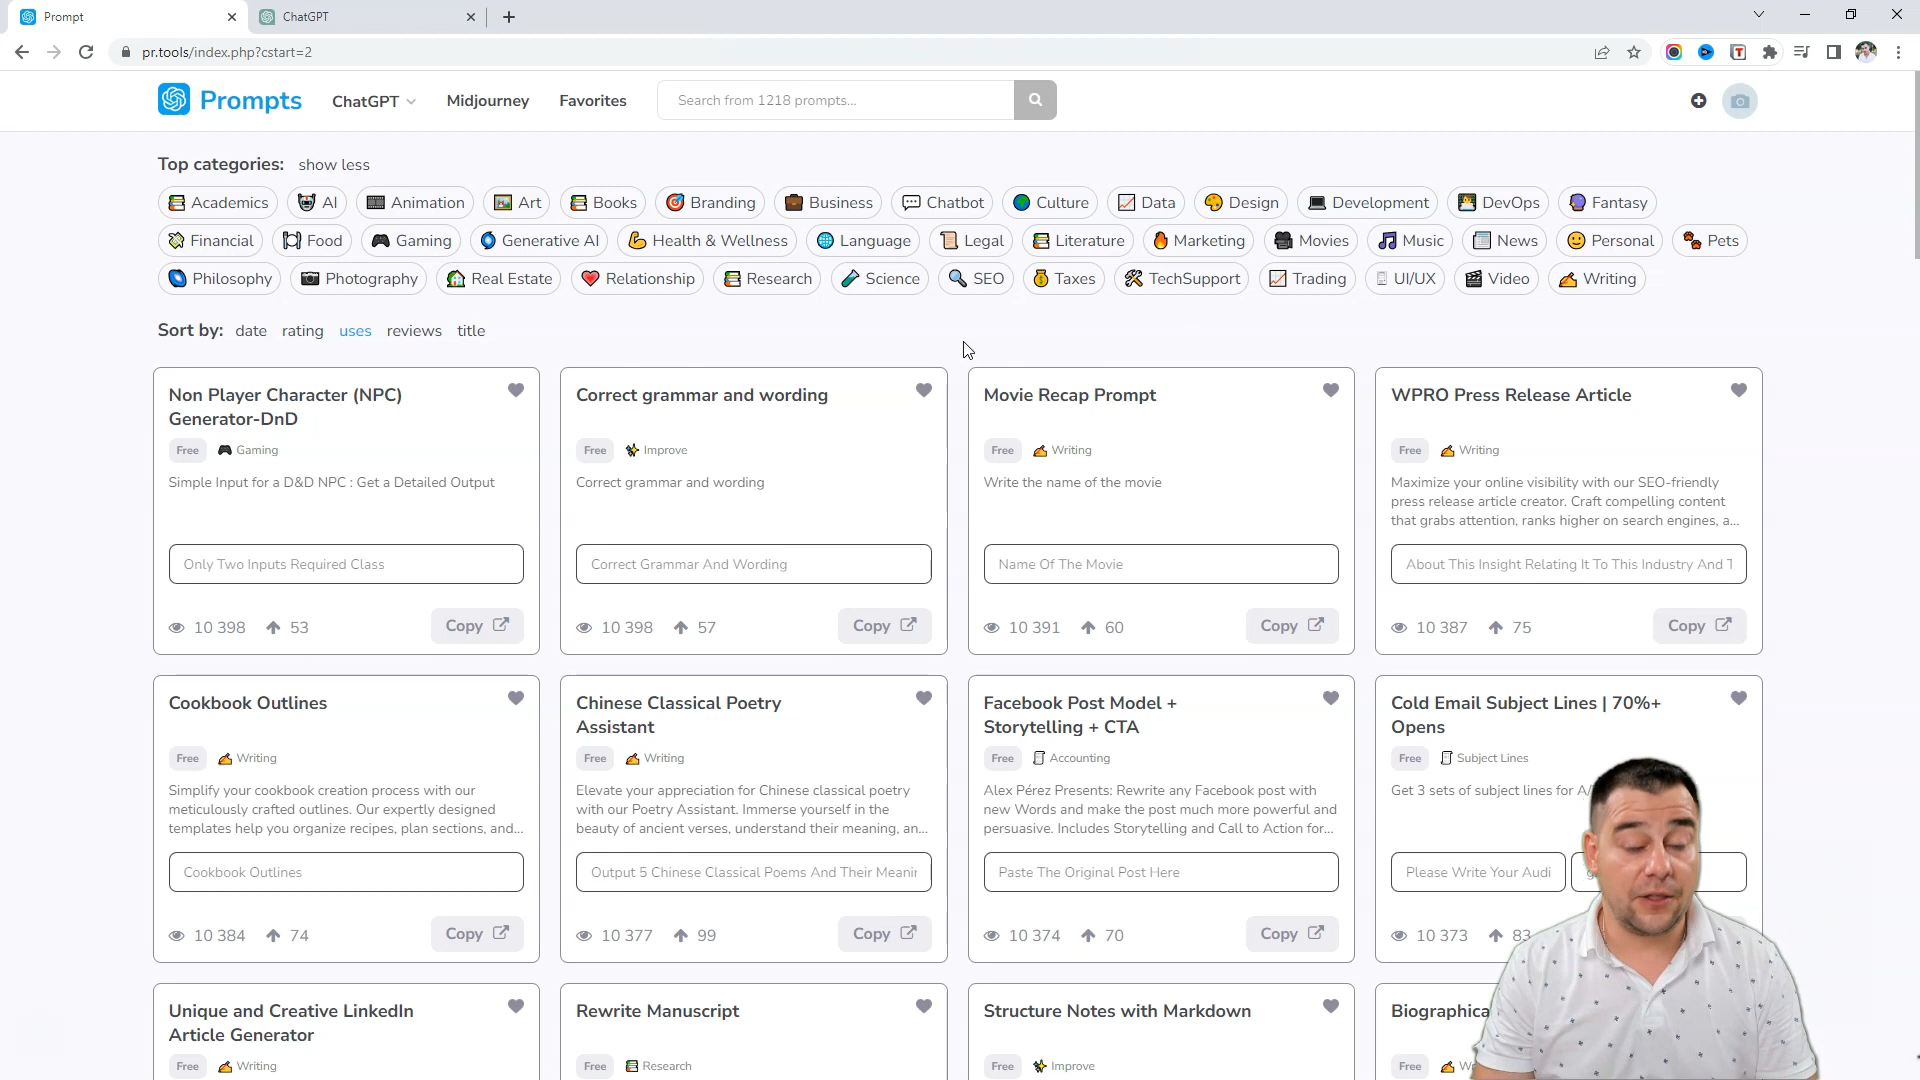 Prompt
ChatGPT
pr.tools/index.php?cstart=2
Prompts
ChatGPT
Midjourney
Favorites
Search from 1218 prompts...
Top categories: show less
Academics AI Animation Art Books Branding Business Chatbot Culture Data Design Development DevOps Fantasy
Financial Food Gaming Generative AI Health & Wellness Language Legal Literature Marketing Movies Music News Personal Pets
Philosophy Photography Real Estate Relationship Research Science SEO Taxes TechSupport Trading UI/UX Video Writing
Sort by: date rating uses reviews title
Non Player Character (NPC)
Generator-DnD
Free Gaming
Simple Input for a D&D NPC : Get a Detailed Output
Only Two Inputs Required Class
10 398 53 Copy
Correct grammar and wording
Free Improve
Correct grammar and wording
Correct Grammar And Wording
10 398 57 Copy
Movie Recap Prompt
Free Writing
Write the name of the movie
Name Of The Movie
10 391 60 Copy
WPRO Press Release Article
Free Writing
Maximize your online visibility with our SEO-friendly
press release article creator. Craft compelling content
that grabs attention, ranks higher on search engines, a...
About This Insight Relating It To This Industry And T
10 387 75 Copy
Cookbook Outlines
Free Writing
Simplify your cookbook creation process with our
meticulously crafted outlines. Our expertly designed
templates help you organize recipes, plan sections, and...
Cookbook Outlines
10 384 74 Copy
Chinese Classical Poetry
Assistant
Free Writing
Elevate your appreciation for Chinese classical poetry
with our Poetry Assistant. Immerse yourself in the
beauty of ancient verses, understand their meaning, an...
Output 5 Chinese Classical Poems And Their Meanin
10 377 99 Copy
Facebook Post Model +
Storytelling + CTA
Free Accounting
Alex Pérez Presents: Rewrite any Facebook post with
new Words and make the post much more powerful and
persuasive. Includes Storytelling and Call to Action for...
Paste The Original Post Here
10 374 70 Copy
Cold Email Subject Lines | 70%+
Opens
Free Subject Lines
Get 3 sets of subject lines for A/
Please Write Your Audi
10 373 83
Unique and Creative LinkedIn
Article Generator
Free Writing
Rewrite Manuscript
Free Research
Structure Notes with Markdown
Free Improve
Biographica
Free